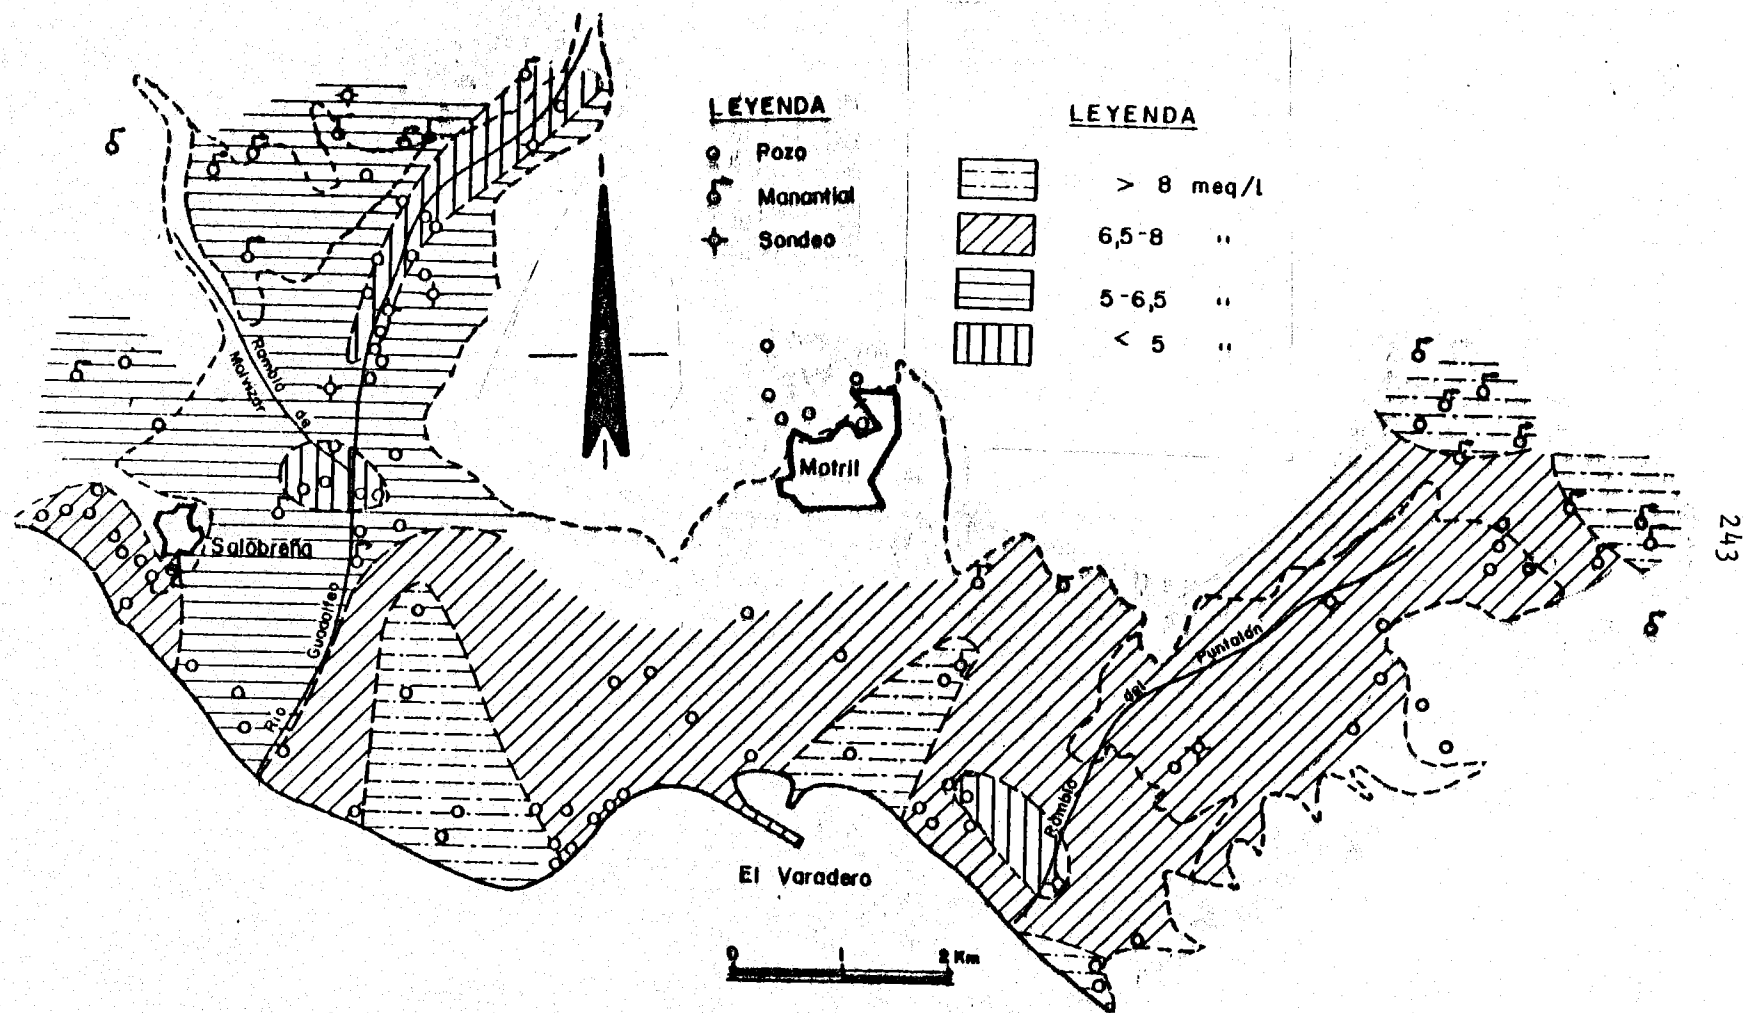 LEYENDA
Pozo
Manantial
Sondeo
LEYENDA
> 8 meq/l
6,5-8 "
5-6,5 "
< 5 "
Rambla
de
Molvizar
Motril
Salobreña
Río
Guadalfeo
Rambla
del
Puntalón
El Varadero
0 1 2 Km
243